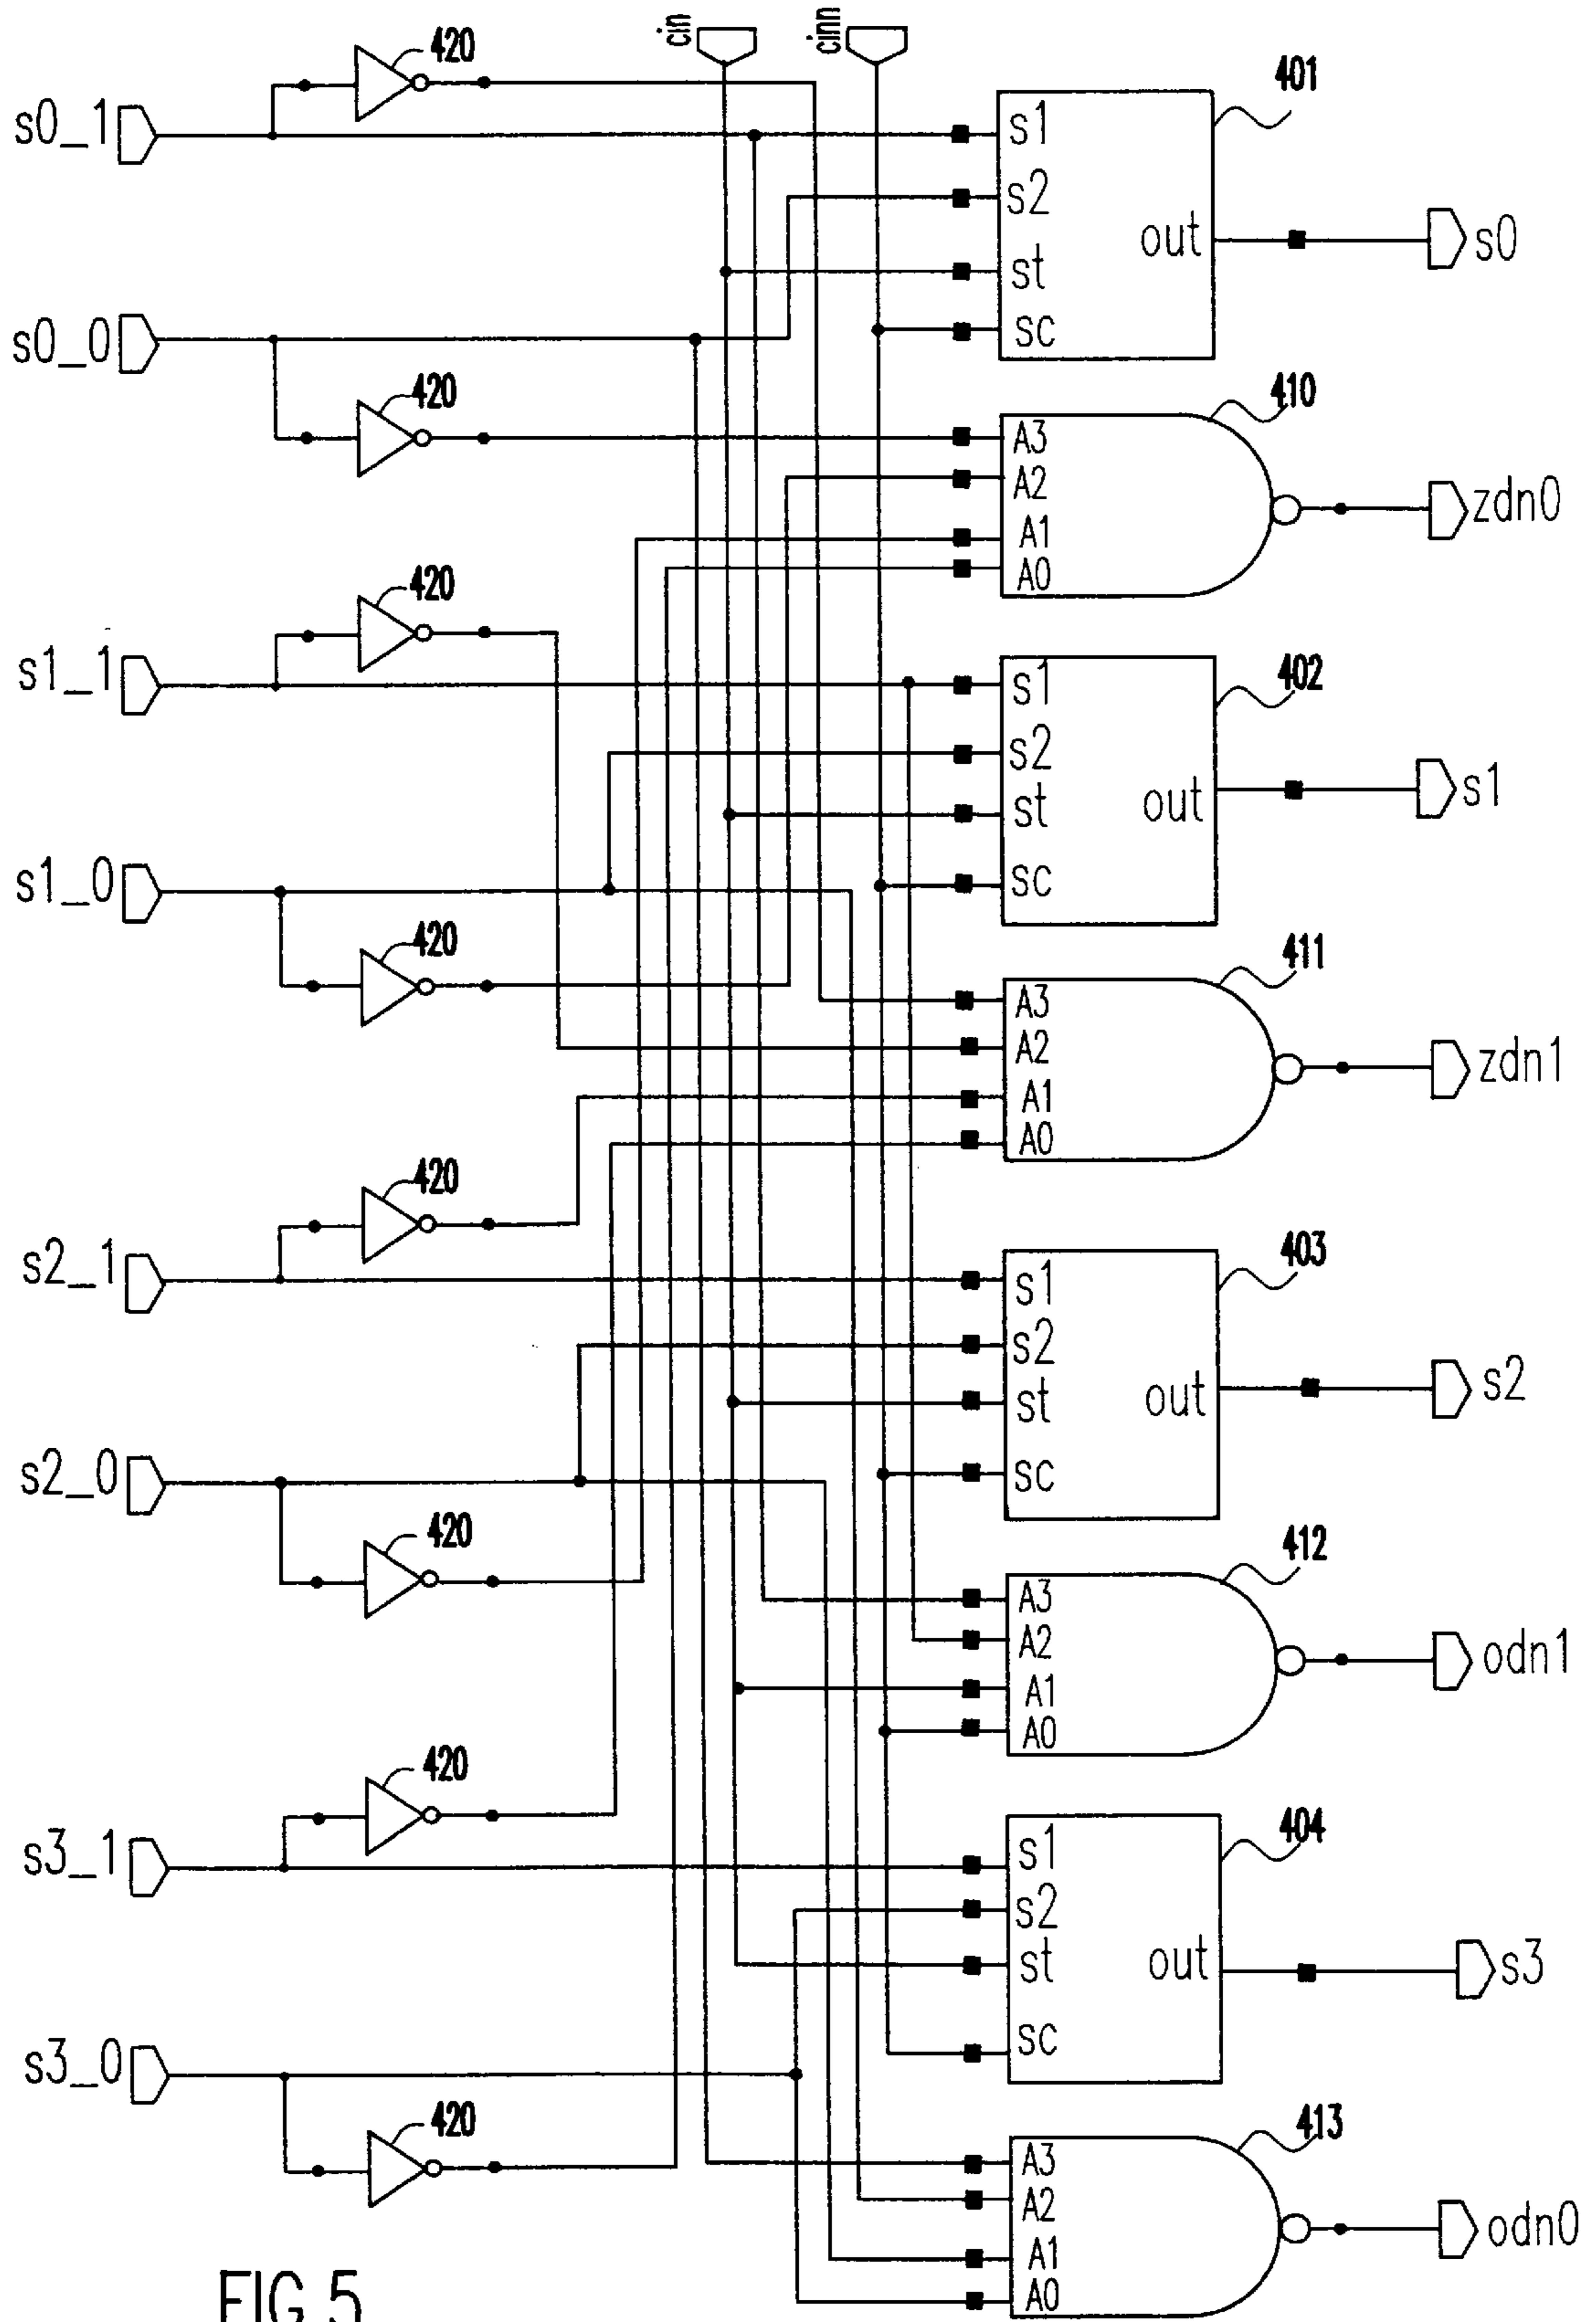 cin cinn
420
s0_1
s1
s2
st
sc
out
401
s0
s0_0
420
A3
A2
A1
A0
410
zdn0
420
s1_1
s1
s2
st
sc
out
402
s1
s1_0
420
A3
A2
A1
A0
411
zdn1
420
s2_1
s1
s2
st
sc
out
403
s2
s2_0
420
A3
A2
A1
A0
412
odn1
420
s3_1
s1
s2
st
sc
out
404
s3
s3_0
420
A3
A2
A1
A0
413
odn0
FIG.5